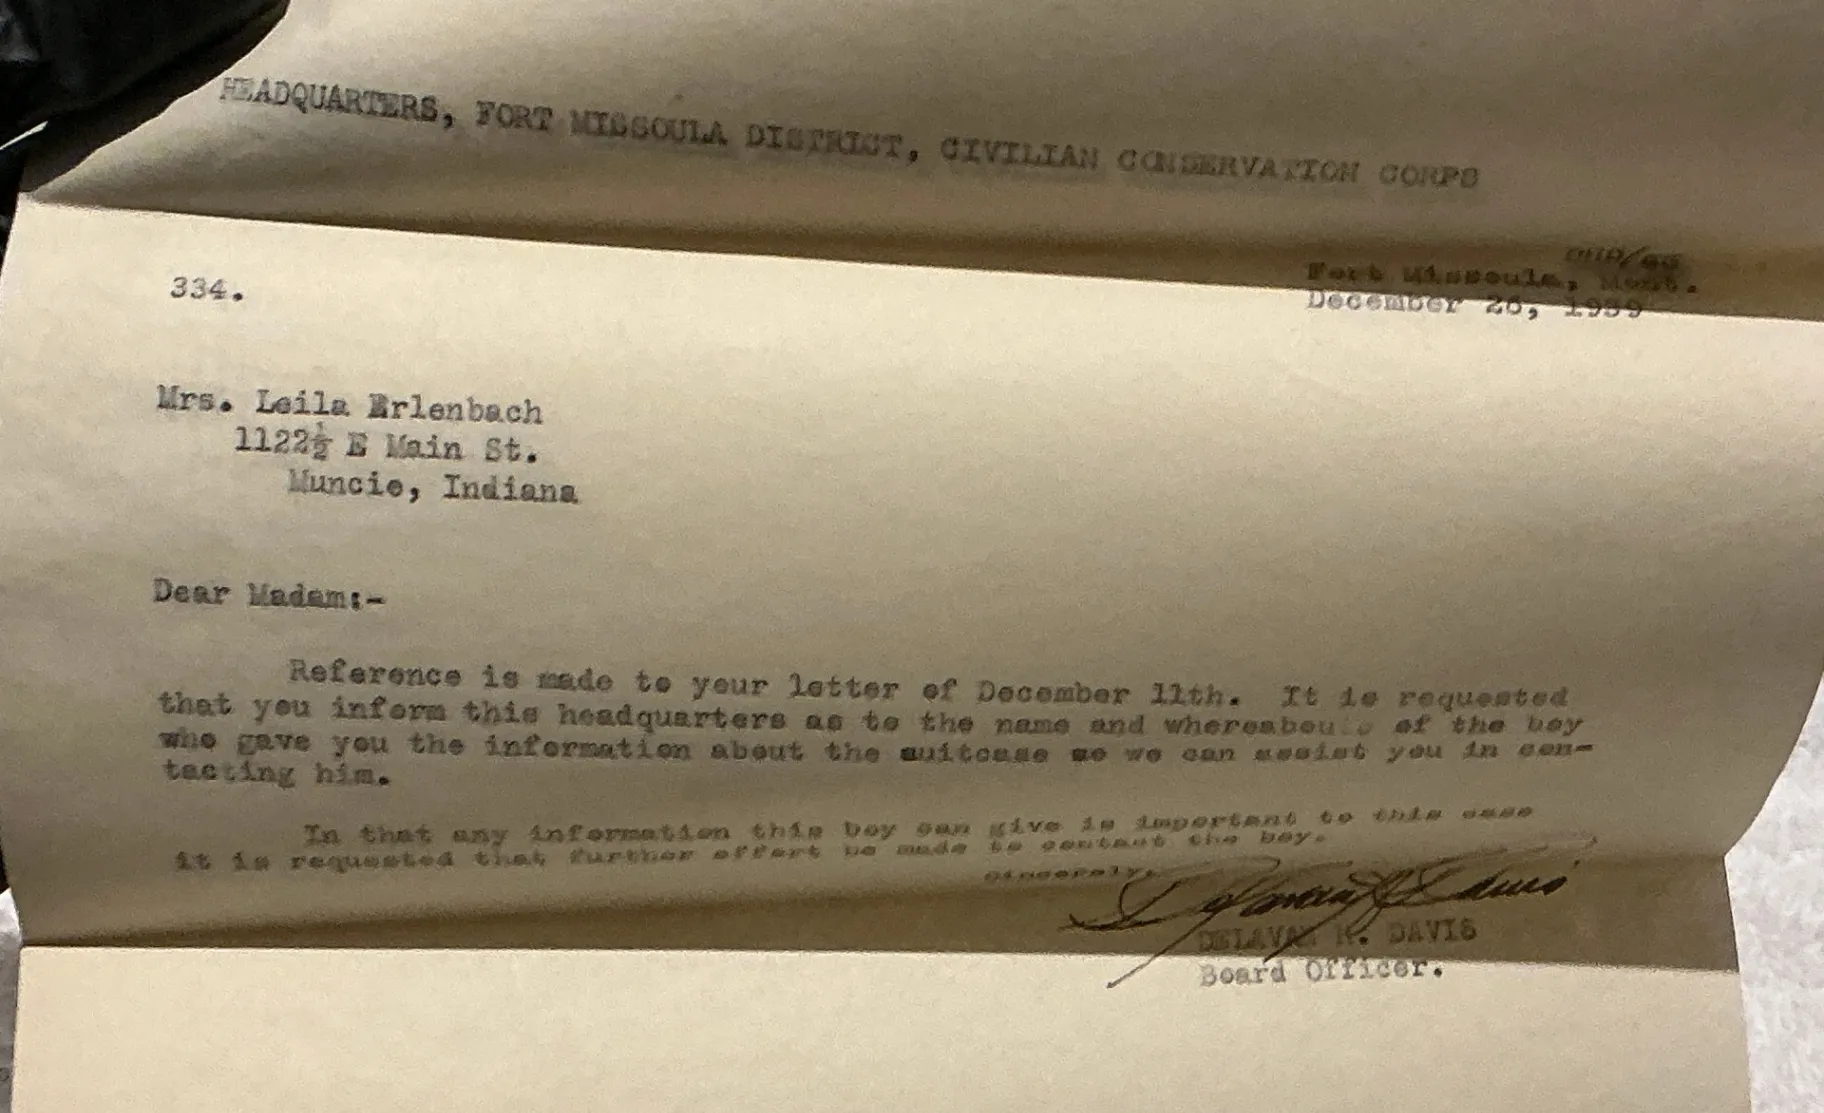 HEADQUARTERS, FORT MISSOULA DISTRICT, CIVILIAN CONSERVATION CORPS
Fort Missoula, Mont.
334.
December 26, 1939
Mrs. Leila Erlenbach
1122½ E Main St.
Muncie, Indiana
Dear Madam:-
Reference is made to your letter of December 11th. It is requested
that you inform this headquarters as to the name and whereabouts of the boy
who gave you the information about the suitcase so we can assist you in con-
tacting him.
In that any information this boy can give is important to this case
it is requested that further effort be made to contact the boy.
Sincerely,
Delavan H Davis
DELAVAN H. DAVIS
Board Officer.